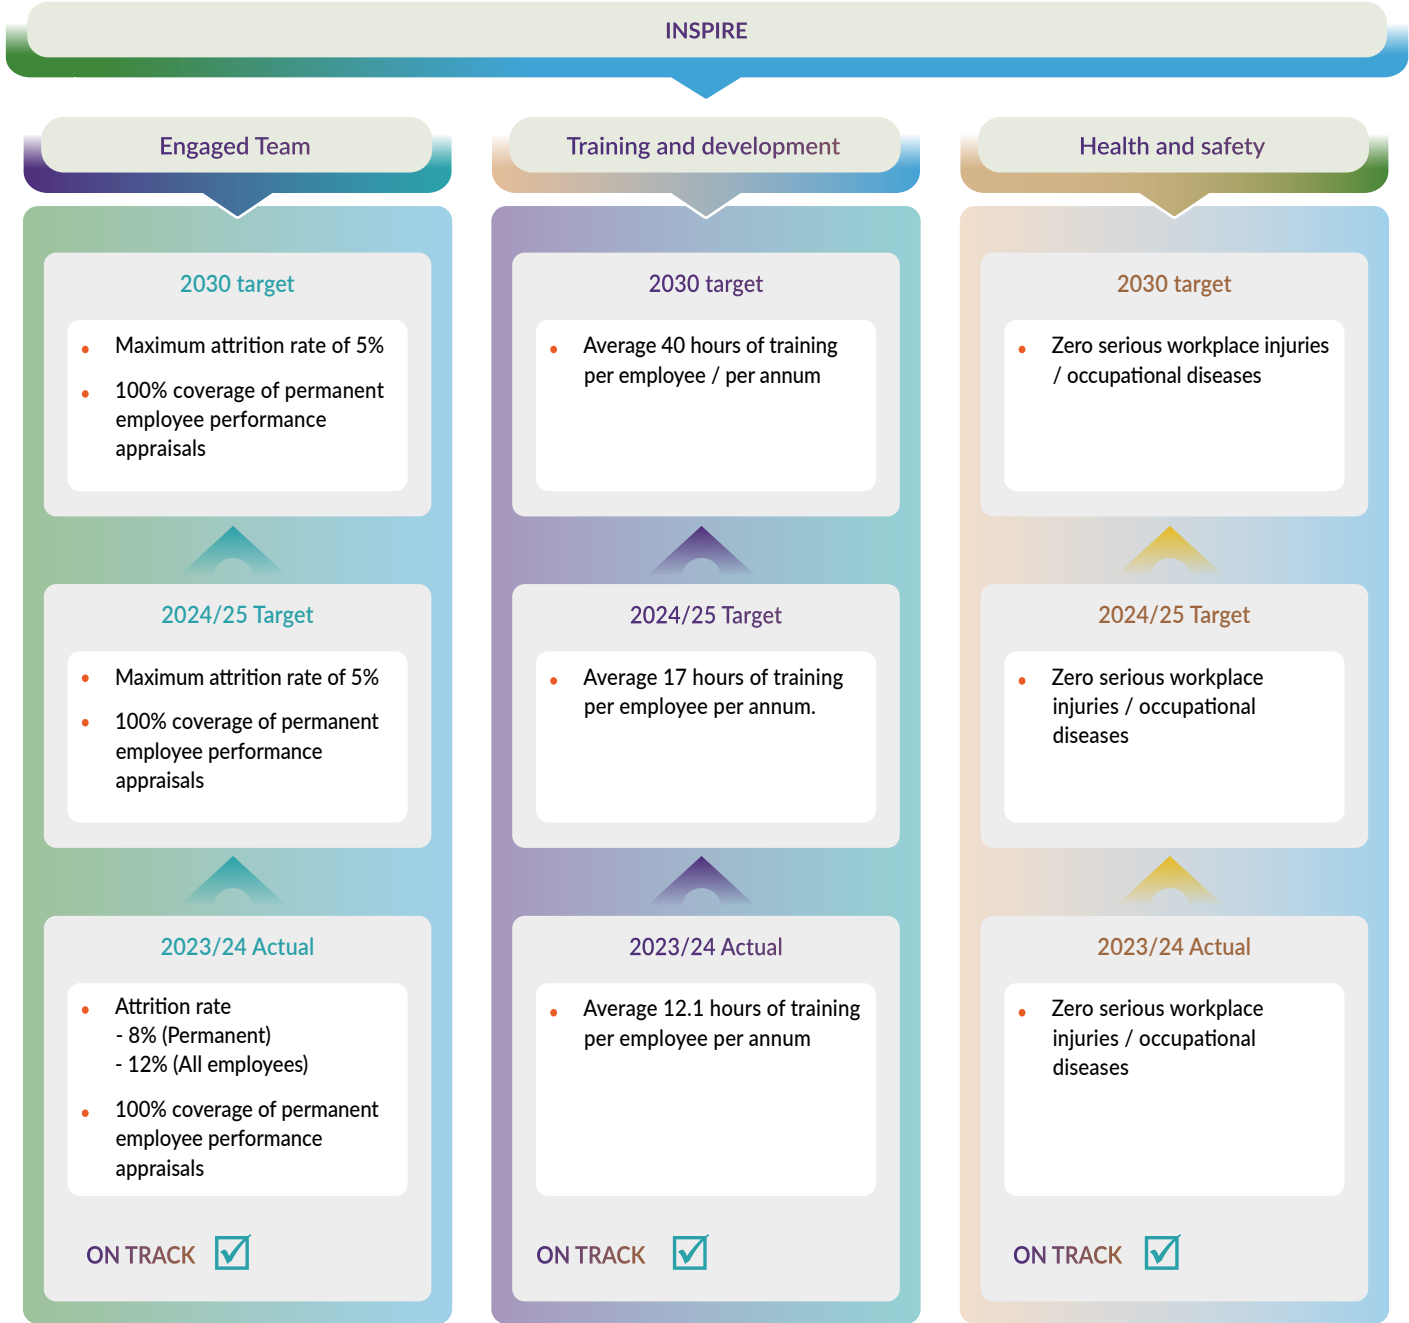 INSPIRE
Engaged Team
2030 target
• Maximum attrition rate of 5%
• 100% coverage of permanent
employee performance
appraisals
2024/25 Target
• Maximum attrition rate of 5%
• 100% coverage of permanent
employee performance
appraisals
2023/24 Actual
• Attrition rate
- 8% (Permanent)
- 12% (All employees)
• 100% coverage of permanent
employee performance
appraisals
ON TRACK
Training and development
2030 target
• Average 40 hours of training
per employee / per annum
2024/25 Target
• Average 17 hours of training
per employee per annum.
2023/24 Actual
• Average 12.1 hours of training
per employee per annum
ON TRACK
Health and safety
2030 target
• Zero serious workplace injuries
/ occupational diseases
2024/25 Target
• Zero serious workplace
injuries / occupational
diseases
2023/24 Actual
• Zero serious workplace
injuries / occupational
diseases
ON TRACK